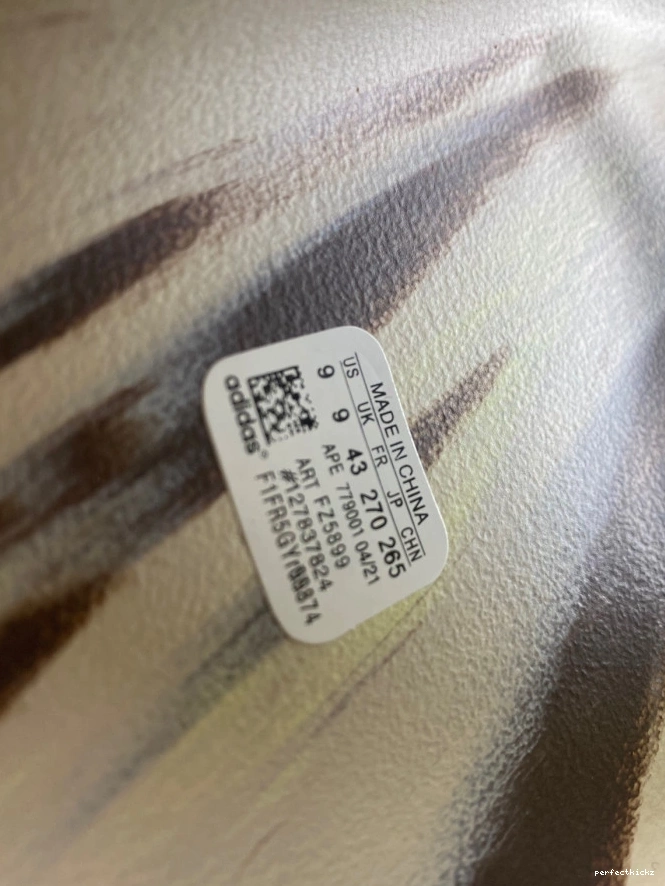 MADE IN CHINA
US UK FR JP CHN
9 9 43 270 265
APE 779001 04/21
ART FZ5899
#127837824
adidas®
perfectkickz